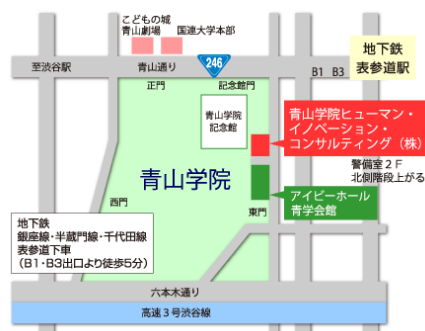 こどもの城
青山劇場
国連大学本部
地下鉄
表参道駅
至渋谷駅
青山通り
246
B1 B3
正門
記念館門
青山学院
記念館
青山学院ヒューマン・
イノベーション・
コンサルティング（株）
警備室２Ｆ
北側階段上がる
青山学院
アイビーホール
青学会館
西門
東門
地下鉄
銀座線・半蔵門線・千代田線
表参道下車
（B1・B3出口より徒歩5分）
六本木通り
高速３号渋谷線